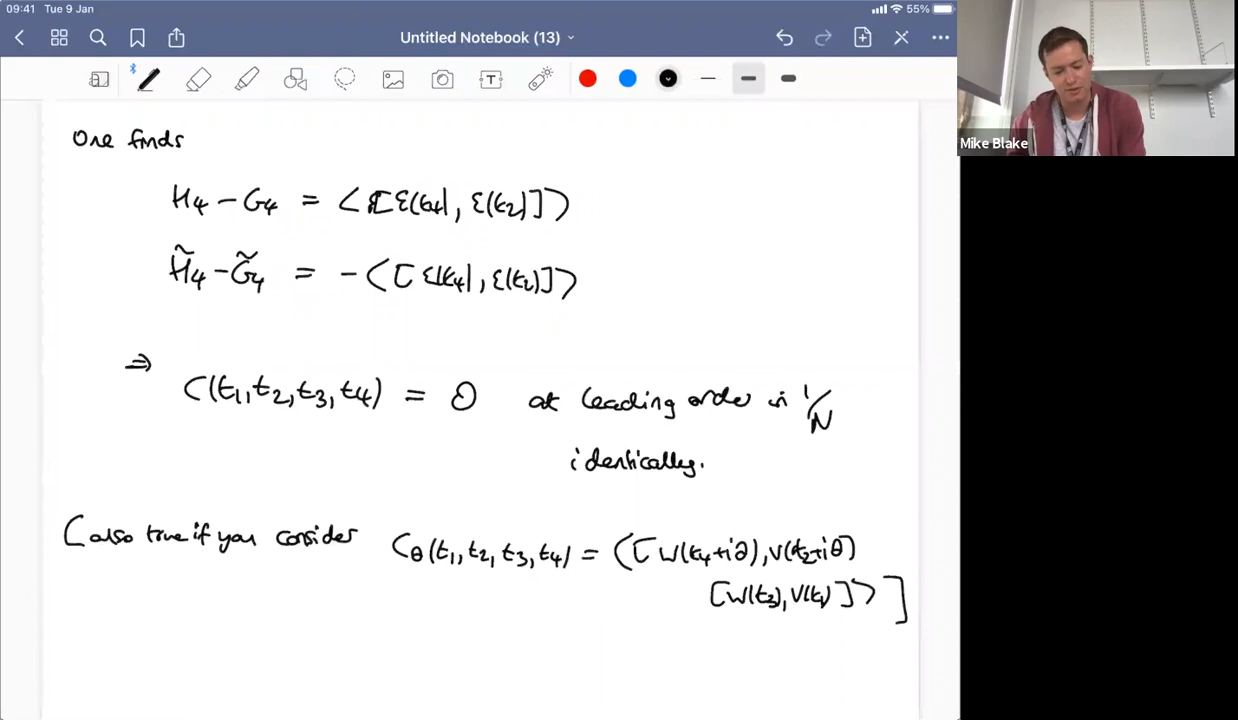 09:41 Tue 9 Jan
55%
Untitled Notebook (13)
T
Mike Blake
One finds
H₄ - G₄ = ⟨[ε(t₄), ε(t₂)]⟩
H̃₄ - G̃₄ = -⟨[ε(t₄), ε(t₂)]⟩
⇒ C(t₁, t₂, t₃, t₄) = 0 at leading order in 1/N
identically.
[also true if you consider C_θ(t₁, t₂, t₃, t₄) = ⟨[W(t₄+iθ), V(t₂+iθ)
[W(t₃), V(t₁)]⟩]